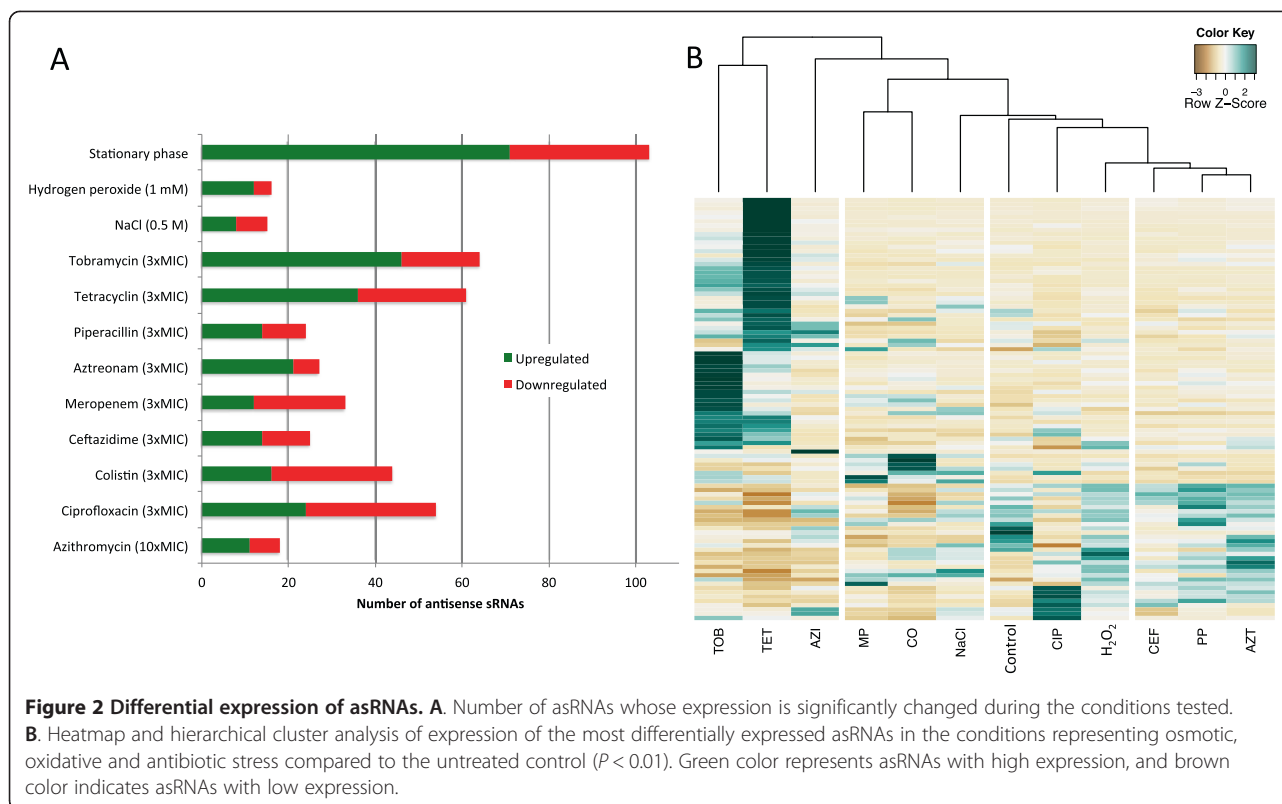 A
Stationary phase
Hydrogen peroxide (1 mM)
NaCl (0.5 M)
Tobramycin (3xMIC)
Tetracyclin (3xMIC)
Piperacillin (3xMIC)
Aztreonam (3xMIC)
Meropenem (3xMIC)
Ceftazidime (3xMIC)
Colistin (3xMIC)
Ciprofloxacin (3xMIC)
Azithromycin (10xMIC)
0 20 40 60 80 100
Number of antisense sRNAs
Upregulated
Downregulated
B
Color Key
−3 0 2
Row Z−Score
TOB TET AZI MP CO NaCl Control CIP H₂O₂ CEF PP AZT
Figure 2 Differential expression of asRNAs. A. Number of asRNAs whose expression is significantly changed during the conditions tested.
B. Heatmap and hierarchical cluster analysis of expression of the most differentially expressed asRNAs in the conditions representing osmotic,
oxidative and antibiotic stress compared to the untreated control (P < 0.01). Green color represents asRNAs with high expression, and brown
color indicates asRNAs with low expression.